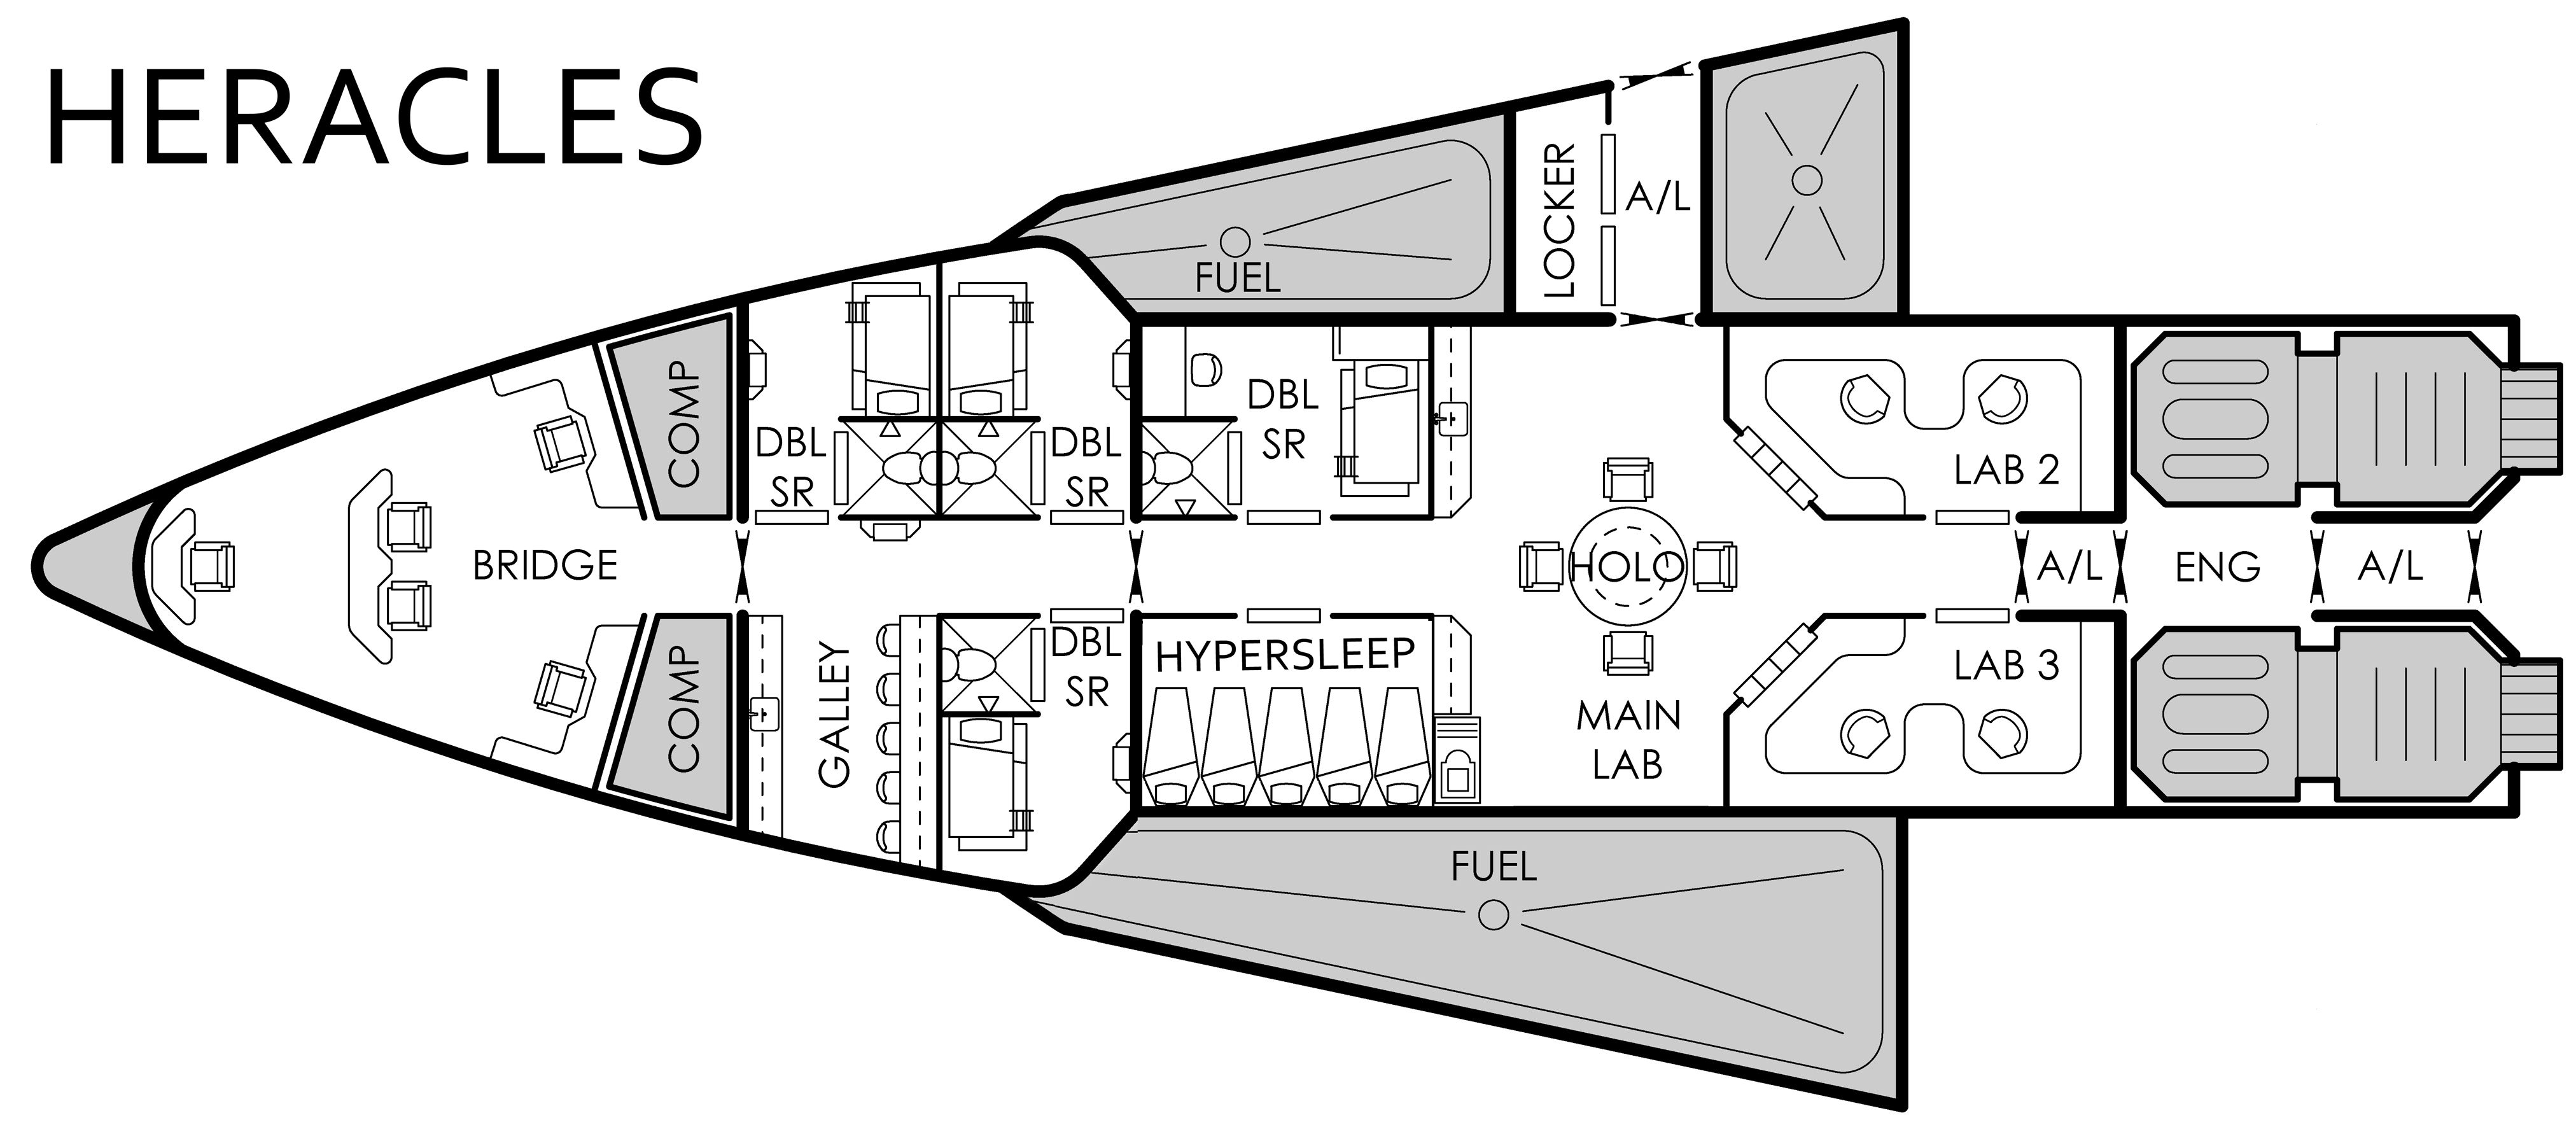 HERACLES
BRIDGE
COMP
COMP
DBL
SR
DBL
SR
DBL
SR
GALLEY
DBL
SR
HYPERSLEEP
FUEL
LOCKER
A/L
HOLO
MAIN
LAB
LAB 2
LAB 3
A/L
ENG
A/L
FUEL